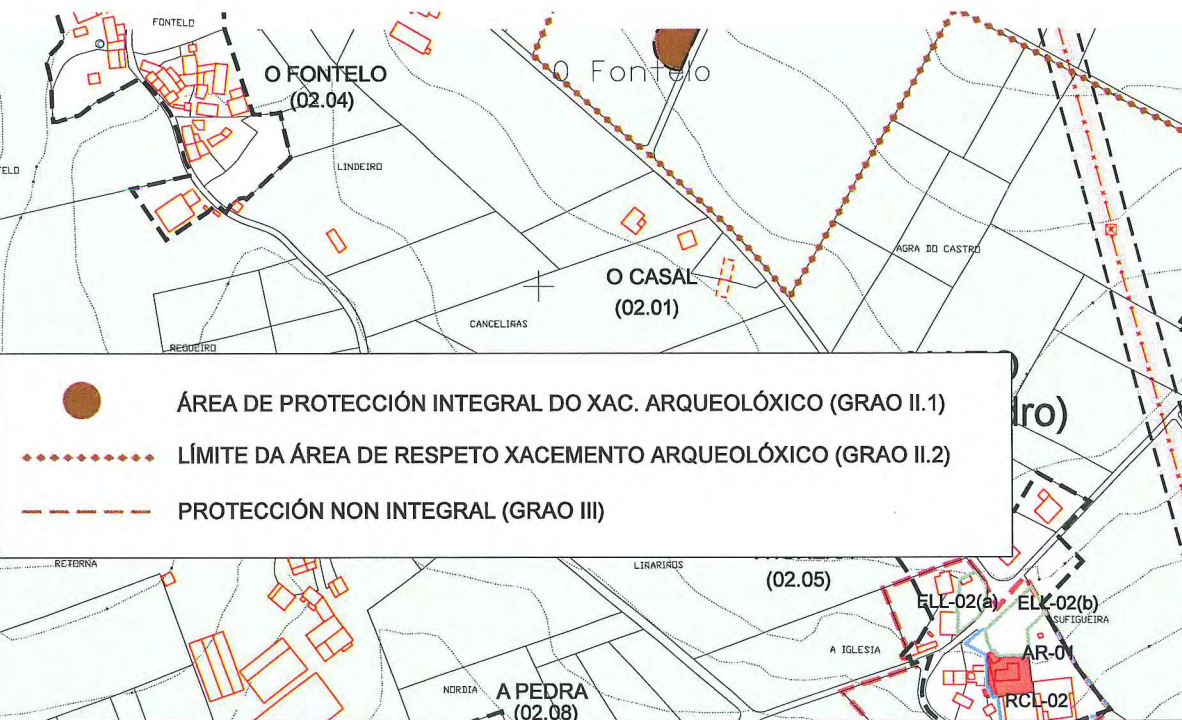 FONTELO
O FONTELO
(02.04)
O Fontelo
LINDEIRO
AGRA DO CASTRO
O CASAL
(02.01)
CANCELIÑAS
REGUEIRO
ÁREA DE PROTECCIÓN INTEGRAL DO XAC. ARQUEOLÓXICO (GRAO II.1)
LÍMITE DA ÁREA DE RESPETO XACEMENTO ARQUEOLÓXICO (GRAO II.2)
PROTECCIÓN NON INTEGRAL (GRAO III)
RETORNA
LIÑARIÑOS
(02.05)
ELL-02(a)
ELL-02(b)
SUFIGUEIRA
A IGLESIA
AR-01
NORDIA
A PEDRA
(02.08)
RCL-02